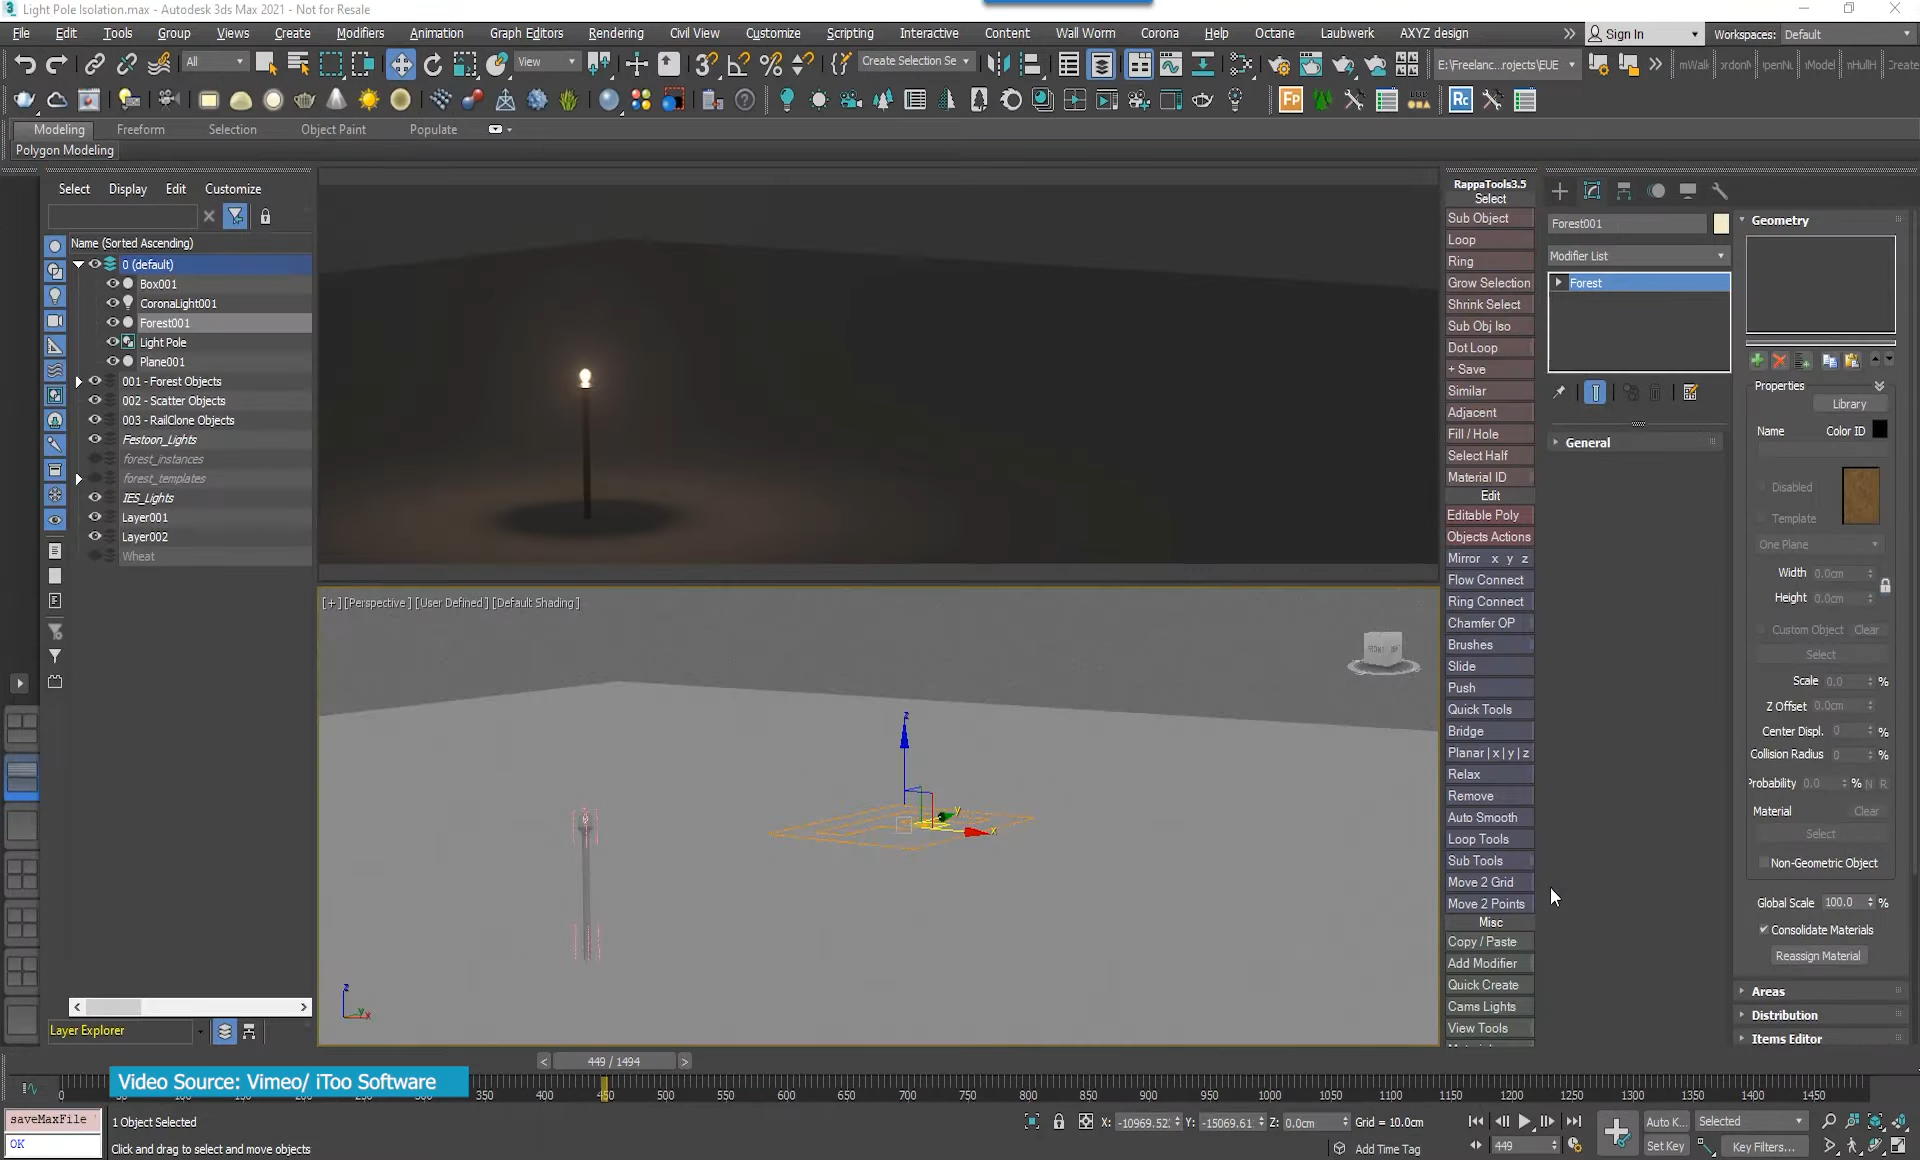 Light Pole Isolation.max - Autodesk 3ds Max 2021 - Not for Resale
File Edit Tools Group Views Create Modifiers Animation Graph Editors Rendering Civil View Customize Scripting Interactive Content Wall Worm Corona Help Octane Laubwerk AXYZ design Sign In Workspaces: Default
All View Create Selection Se E:\Freelanc...rojects\EUE
Modeling Freeform Selection Object Paint Populate
Polygon Modeling
Select Display Edit Customize
Name (Sorted Ascending)
0 (default)
Box001
CoronaLight001
Forest001
Light Pole
Plane001
001 - Forest Objects
002 - Scatter Objects
003 - RailClone Objects
Festoon_Lights
forest_instances
forest_templates
IES_Lights
Layer001
Layer002
Wheat
Layer Explorer
[+] [Perspective] [User Defined] [Default Shading]
RappaTools3.5
Select
Sub Object
Loop
Ring
Grow Selection
Shrink Select
Sub Obj Iso
Dot Loop
+ Save
Similar
Adjacent
Fill / Hole
Select Half
Material ID
Edit
Editable Poly
Objects Actions
Mirror x y z
Flow Connect
Ring Connect
Chamfer OP
Brushes
Slide
Push
Quick Tools
Bridge
Planar | x | y | z
Relax
Remove
Auto Smooth
Loop Tools
Sub Tools
Move 2 Grid
Move 2 Points
Misc
Copy / Paste
Add Modifier
Quick Create
Cams Lights
View Tools
Forest001
Modifier List
Forest
General
Geometry
Properties
Library
Name Color ID
Disabled
Template
One Plane
Width 0.0cm
Height 0.0cm
Custom Object Clear
Select
Scale 0.0 %
Z Offset 0.0cm
Center Displ. 0 %
Collision Radius 0 %
Probability 0.0 % N R
Material Clear
Select
Non-Geometric Object
Global Scale 100.0 %
Consolidate Materials
Reassign Material
Areas
Distribution
Items Editor
449 / 1494
Video Source: Vimeo/ iToo Software
0 350 400 450 500 550 600 650 700 750 800 850 900 950 1000 1050 1100 1150 1200 1250 1300 1350 1400 1450
saveMaxFile
OK
1 Object Selected
Click and drag to select and move objects
X: -10969.52 Y: -15069.61 Z: 0.0cm Grid = 10.0cm
Add Time Tag
449
Auto K... Selected
Set Key Key Filters...